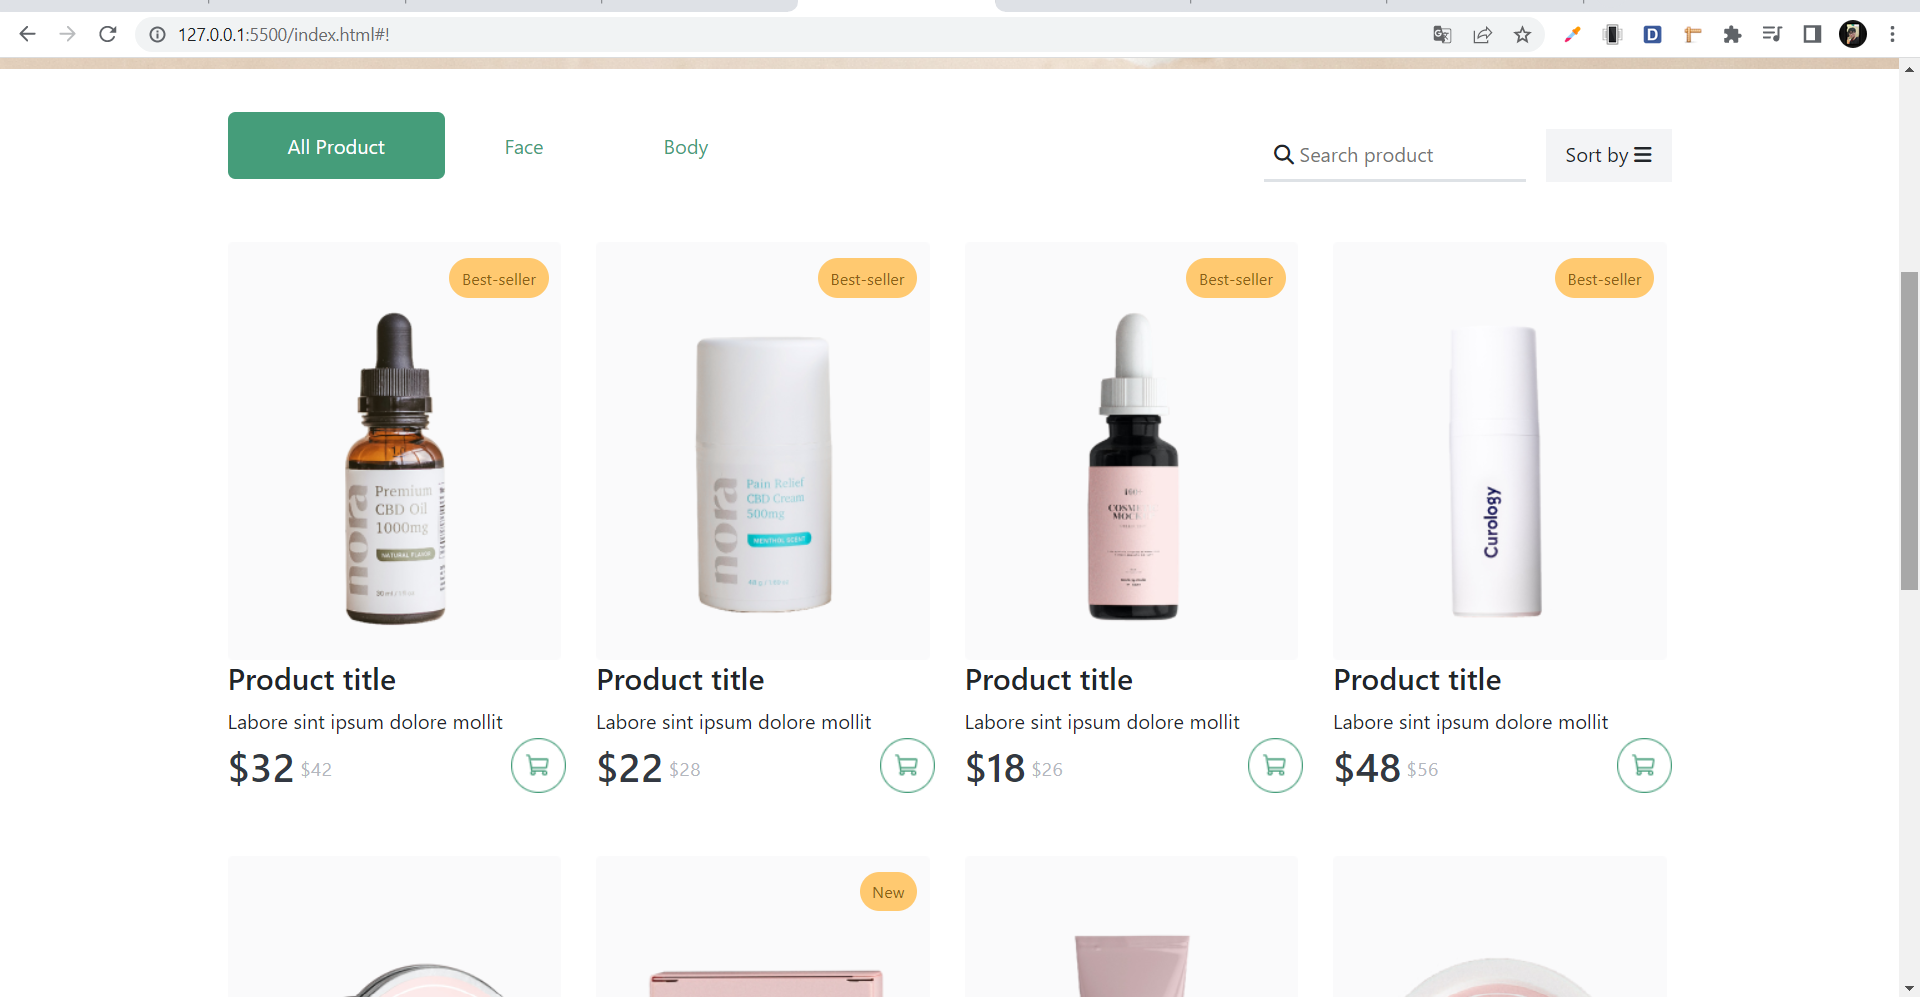 127.0.0.1:5500/index.html#!
All Product
Face
Body
Search product
Sort by
Best-seller
Best-seller
Best-seller
Best-seller
nora
Premium
CBD Oil
1000mg
NATURAL FLAVOR
nora
Pain Relief
CBD Cream
500mg
MENTHOL SCENT
Curology
Product title
Product title
Product title
Product title
Labore sint ipsum dolore mollit
Labore sint ipsum dolore mollit
Labore sint ipsum dolore mollit
Labore sint ipsum dolore mollit
$32 $42
$22 $28
$18 $26
$48 $56
New